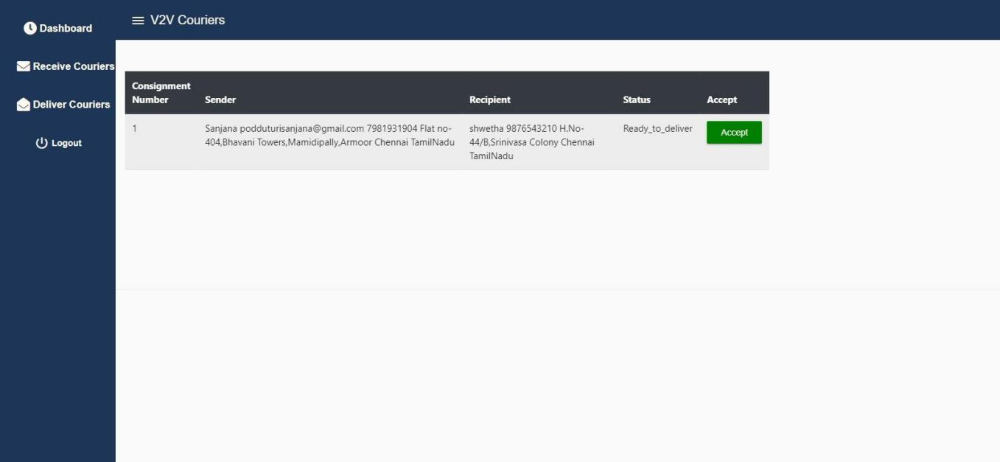 Dashboard
V2V Couriers
Receive Couriers
Deliver Couriers
Logout
Consignment
Number
Sender
Recipient
Status
Accept
1
Sanjana podduturisanjana@gmail.com 7981931904 Flat no-
404,Bhavani Towers,Mamidipally,Armoor Chennai TamilNadu
shwetha 9876543210 H.No-
44/B,Srinivasa Colony Chennai
TamilNadu
Ready_to_deliver
Accept